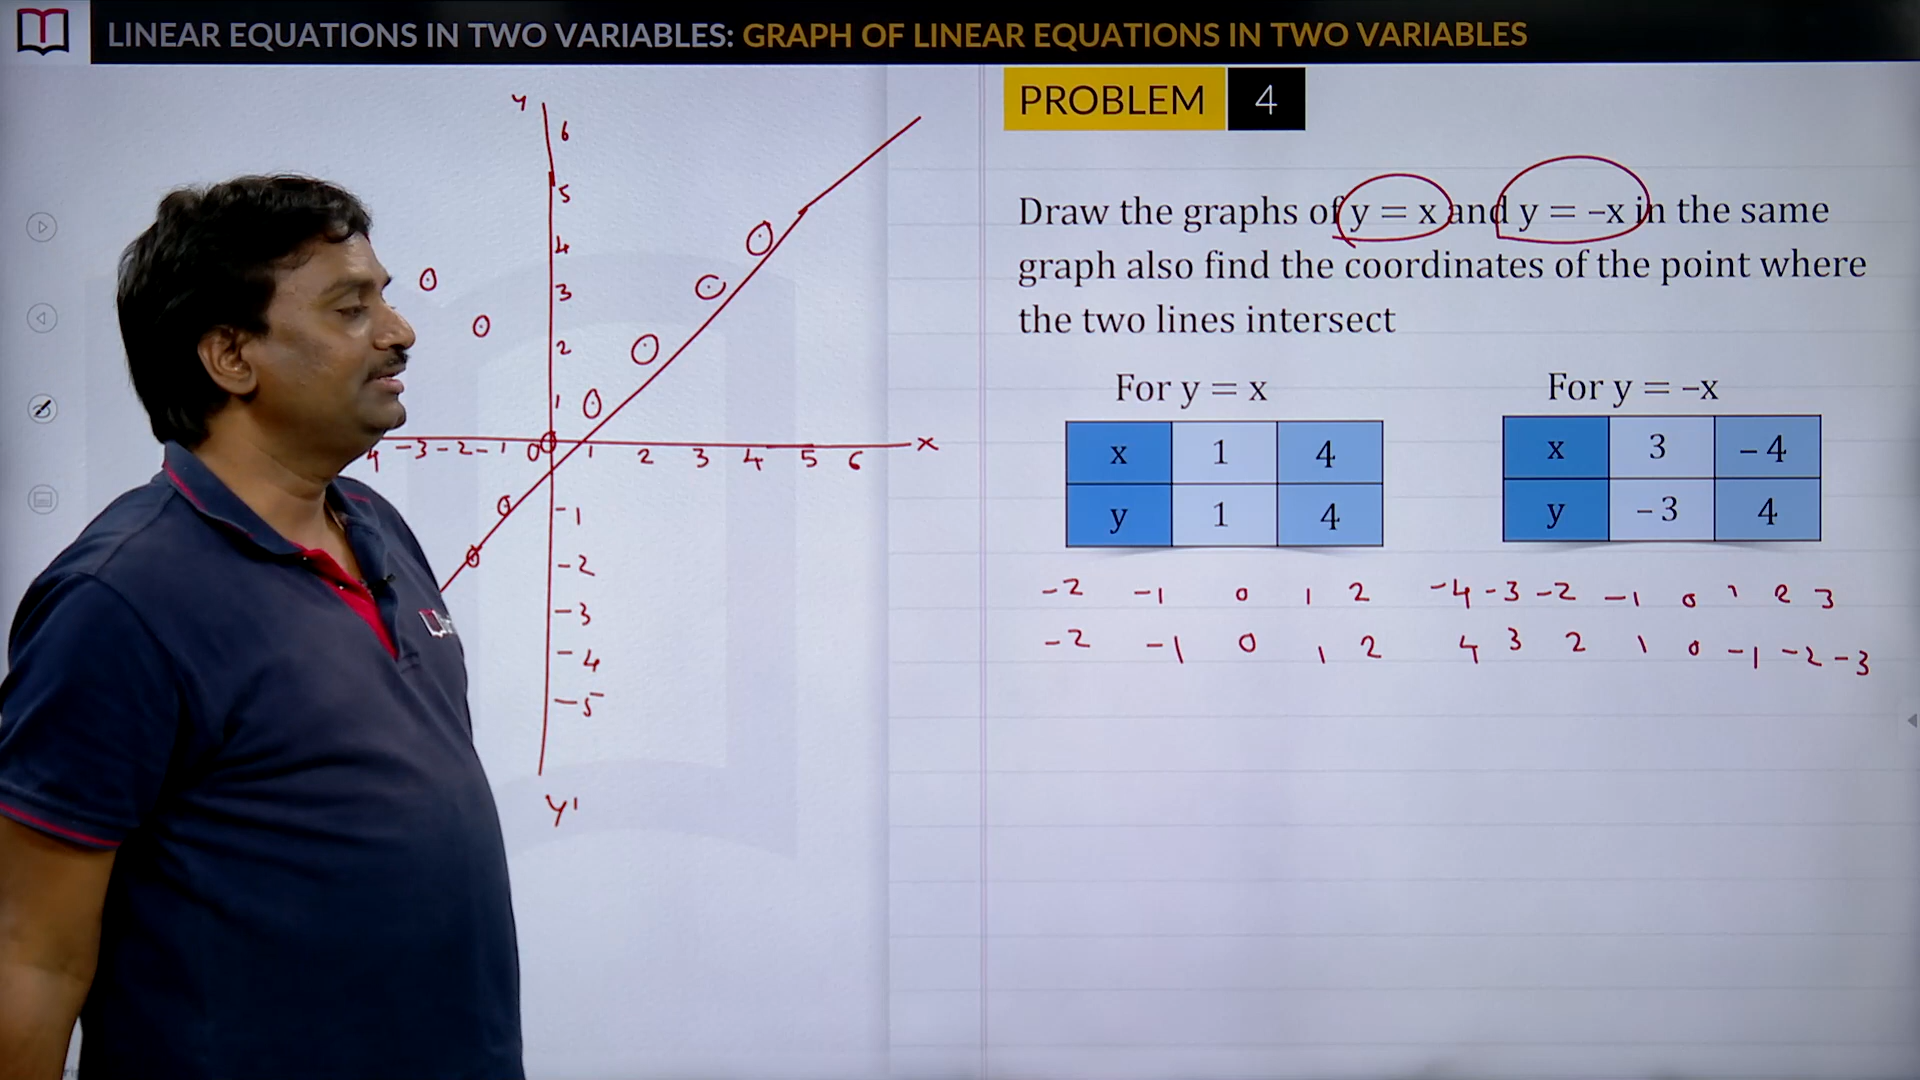 LINEAR EQUATIONS IN TWO VARIABLES: GRAPH OF LINEAR EQUATIONS IN TWO VARIABLES
PROBLEM 4
Draw the graphs of y = x and y = –x in the same
graph also find the coordinates of the point where
the two lines intersect
For y = x
x 1 4
y 1 4
For y = –x
x 3 – 4
y – 3 4
-2 -1 0 1 2
-2 -1 0 1 2
-4 -3 -2 -1 0 1 2 3
4 3 2 1 0 -1 -2 -3
Y
6
5
4
3
2
1
4 -3 -2 -1 0 1 2 3 4 5 6 X
-1
-2
-3
-4
-5
Y'